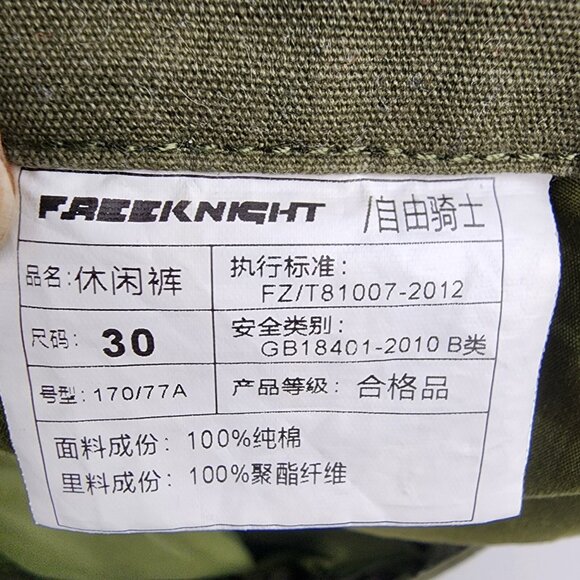 FREEKNIGHT /自由骑士
品名: 休闲裤
执行标准:
FZ/T81007-2012
尺码: 30
安全类别:
GB18401-2010 B类
号型: 170/77A
产品等级: 合格品
面料成份: 100%纯棉
里料成份: 100%聚酯纤维